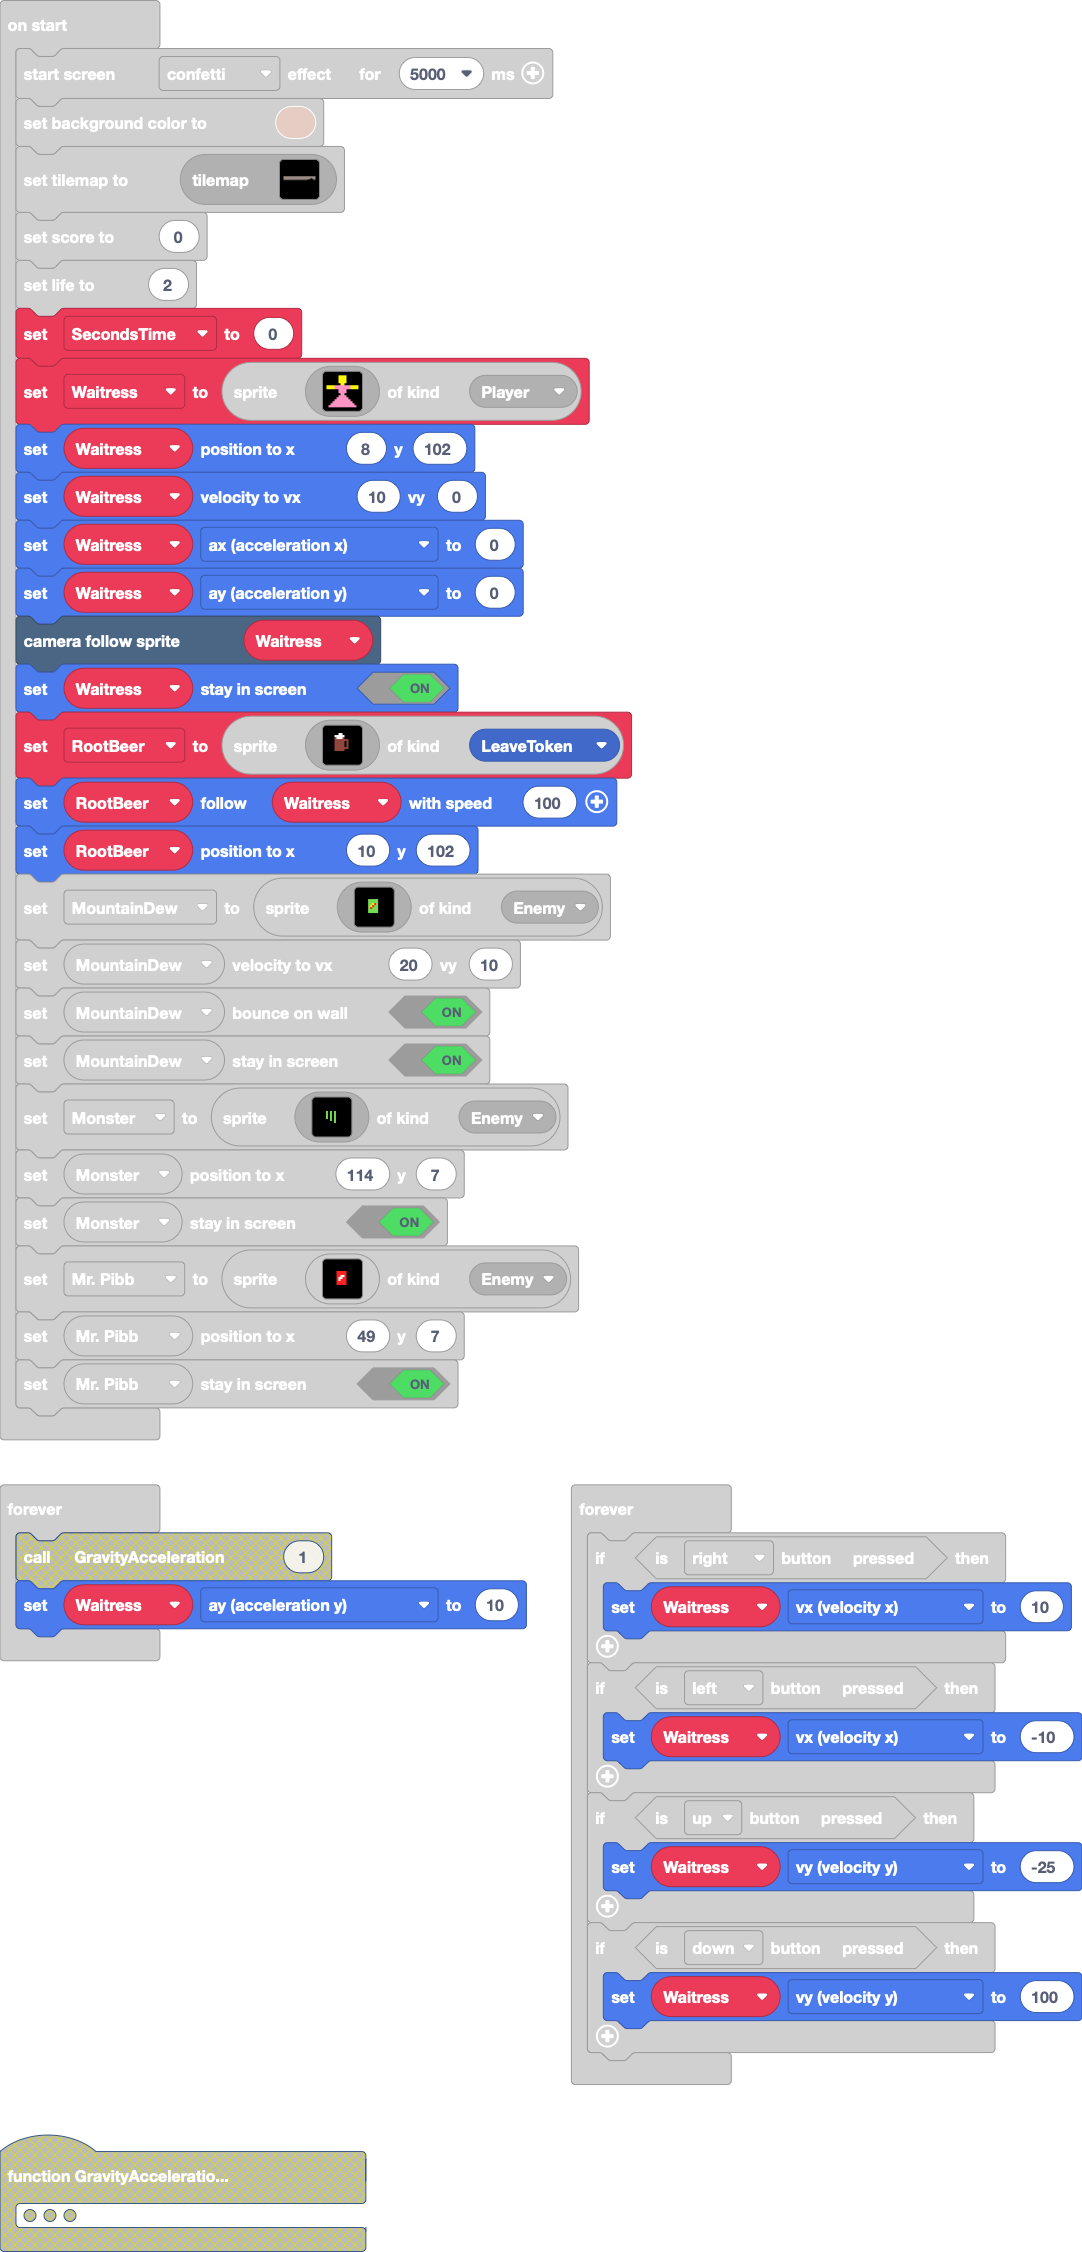 on start
start screen confetti effect for 5000 ms
set background color to
set tilemap to tilemap
set score to 0
set life to 2
set SecondsTime to 0
set Waitress to sprite of kind Player
set Waitress position to x 8 y 102
set Waitress velocity to vx 10 vy 0
set Waitress ax (acceleration x) to 0
set Waitress ay (acceleration y) to 0
camera follow sprite Waitress
set Waitress stay in screen ON
set RootBeer to sprite of kind LeaveToken
set RootBeer follow Waitress with speed 100
set RootBeer position to x 10 y 102
set MountainDew to sprite of kind Enemy
set MountainDew velocity to vx 20 vy 10
set MountainDew bounce on wall ON
set MountainDew stay in screen ON
set Monster to sprite of kind Enemy
set Monster position to x 114 y 7
set Monster stay in screen ON
set Mr. Pibb to sprite of kind Enemy
set Mr. Pibb position to x 49 y 7
set Mr. Pibb stay in screen ON
forever
call GravityAcceleration 1
set Waitress ay (acceleration y) to 10
forever
if is right button pressed then
set Waitress vx (velocity x) to 10
if is left button pressed then
set Waitress vx (velocity x) to -10
if is up button pressed then
set Waitress vy (velocity y) to -25
if is down button pressed then
set Waitress vy (velocity y) to 100
function GravityAcceleratio...